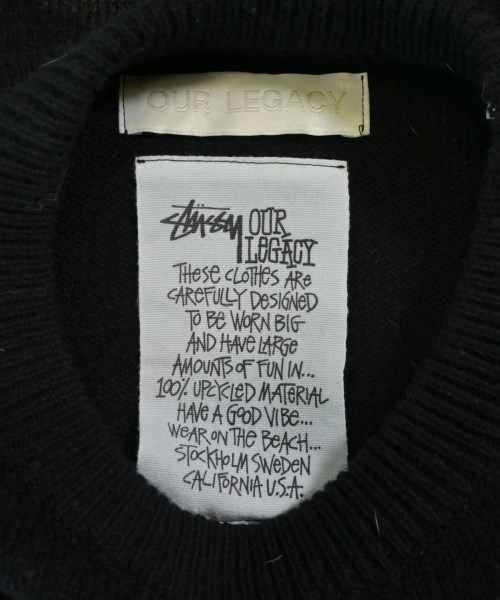 OUR LEGACY
STÜSSY OUR
LEGACY
THESE CLOTHES ARE
CAREFULLY DESIGNED
TO BE WORN BIG
AND HAVE LARGE
AMOUNTS OF FUN IN...
100% UPCYCLED MATERIAL
HAVE A GOOD VIBE...
WEAR ON THE BEACH...
STOCKHOLM SWEDEN
CALIFORNIA U.S.A.